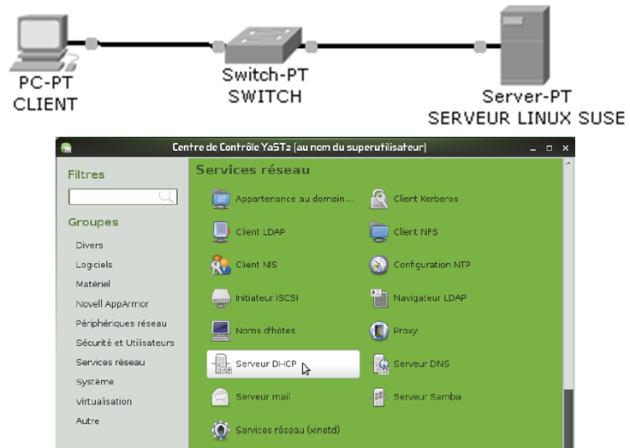 PC-PT
CLIENT
Switch-PT
SWITCH
Server-PT
SERVEUR LINUX SUSE
Centre de Contrôle YaST2 (au nom du superutilisateur)
Filtres
Groupes
Divers
Logiciels
Matériel
Novell AppArmor
Périphériques réseau
Sécurité et Utilisateurs
Services réseau
Système
Virtualisation
Autre
Services réseau
Appartenance au domain...
Client Kerberos
Client LDAP
Client NFS
Client NIS
Configuration NTP
Initiateur iSCSI
Navigateur LDAP
Noms d'hôtes
Proxy
Serveur DHCP
Serveur DNS
Serveur mail
Serveur Samba
Services réseau (xinetd)